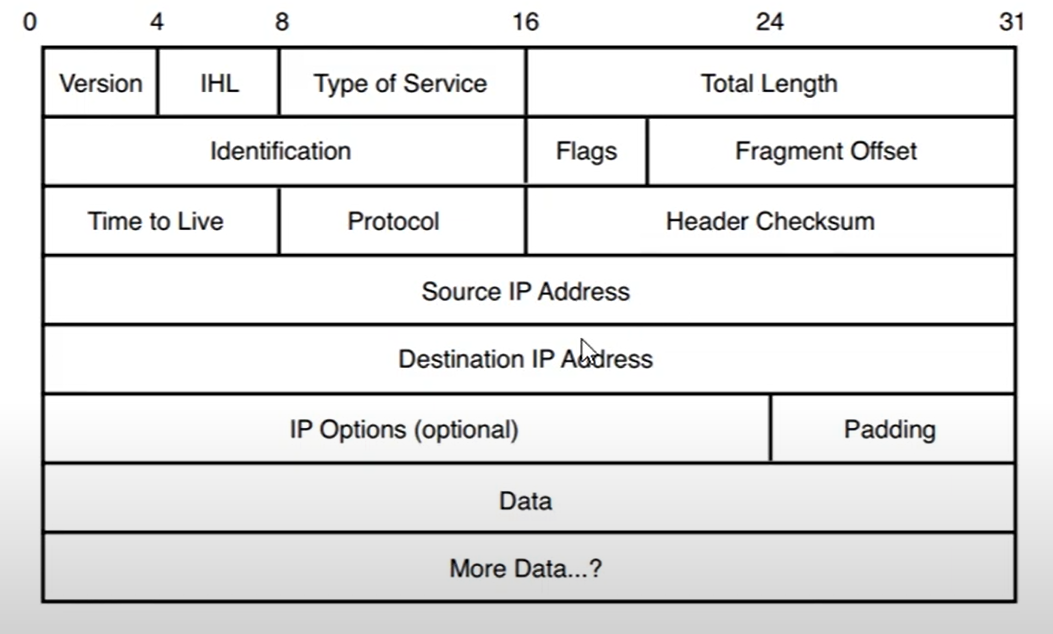 0 4 8 16 24 31
Version IHL Type of Service Total Length
Identification Flags Fragment Offset
Time to Live Protocol Header Checksum
Source IP Address
Destination IP Address
IP Options (optional) Padding
Data
More Data...?